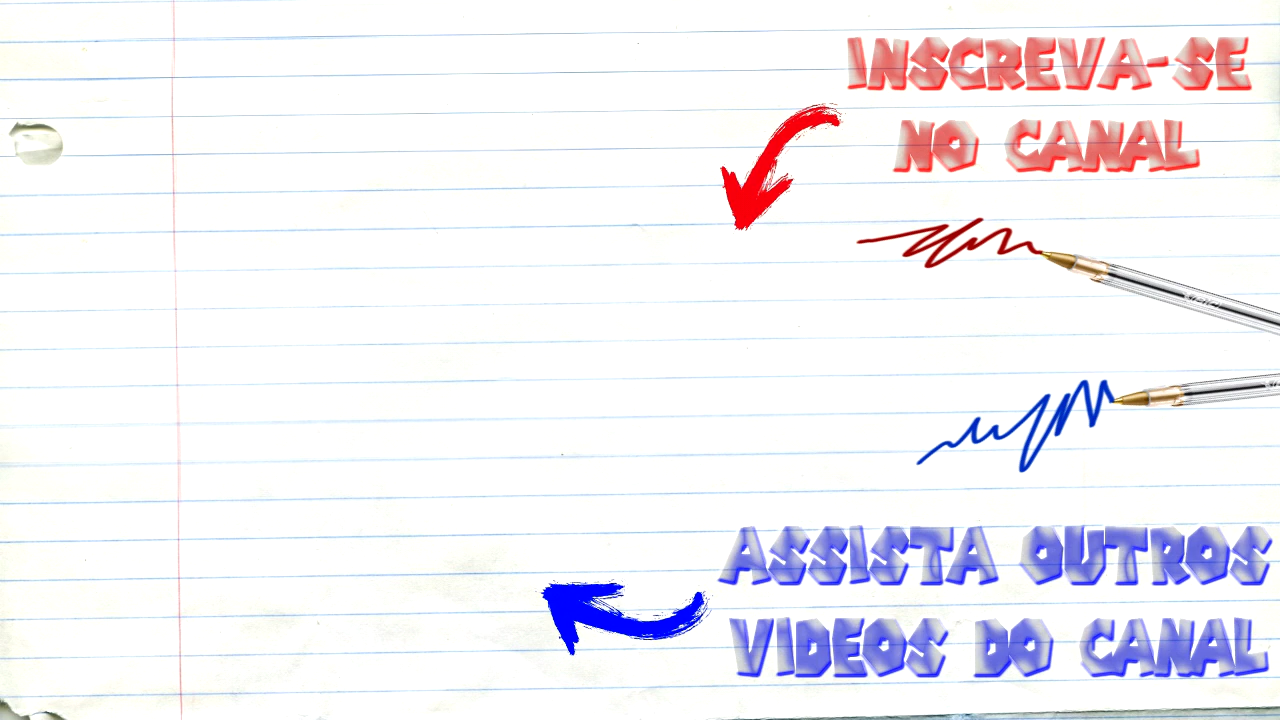 INSCREVA-SE
NO CANAL
ASSISTA OUTROS
VIDEOS DO CANAL